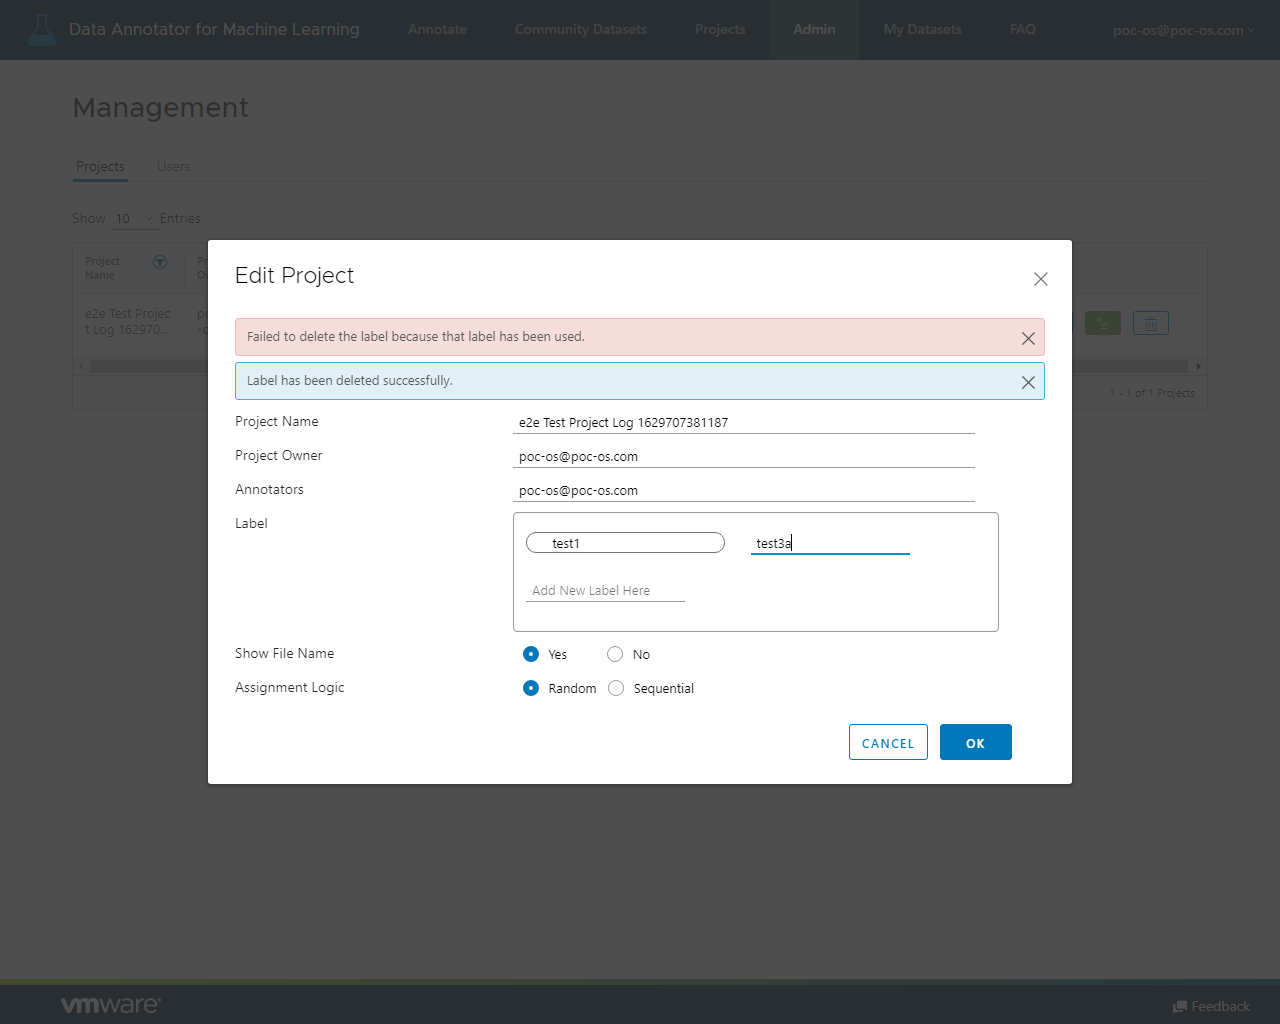 Data Annotator for Machine Learning
Annotate
Community Datasets
Projects
Admin
My Datasets
FAQ
poc-os@poc-os.com
Management
Projects
Users
Show 10 Entries
Project
Name
e2e Test Projec
t Log 162970...
1 - 1 of 1 Projects
Edit Project
Failed to delete the label because that label has been used.
Label has been deleted successfully.
Project Name
e2e Test Project Log 1629707381187
Project Owner
poc-os@poc-os.com
Annotators
poc-os@poc-os.com
Label
test1
test3a
Add New Label Here
Show File Name
Yes
No
Assignment Logic
Random
Sequential
CANCEL
OK
vmware
Feedback